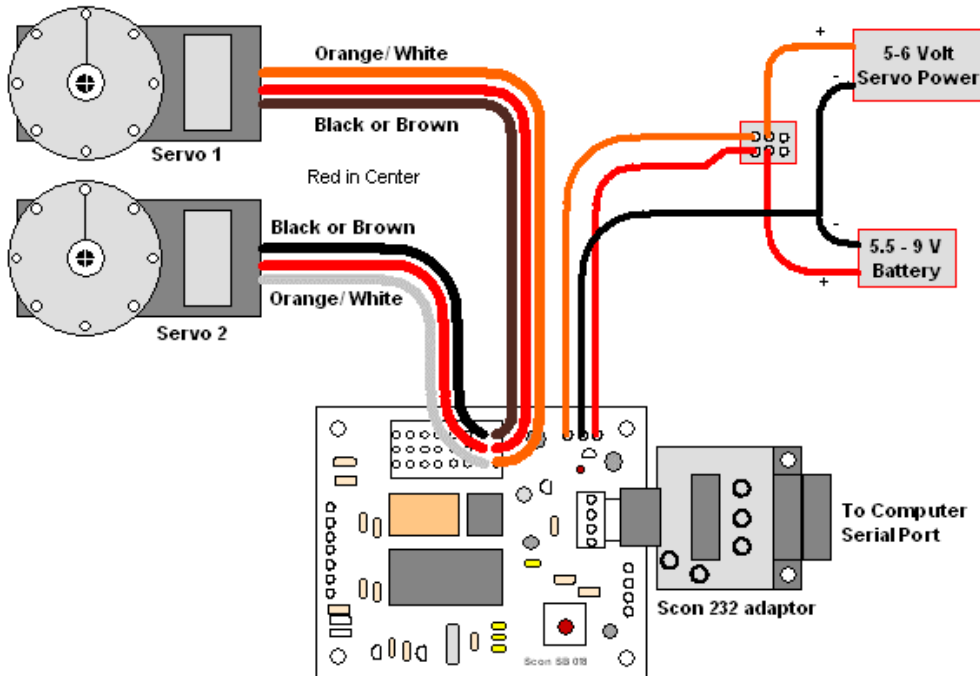 Orange/ White
+
5-6 Volt
Servo Power
-
Black or Brown
Servo 1
Red in Center
Black or Brown
-
5.5 - 9 V
Battery
+
Orange/ White
Servo 2
To Computer
Serial Port
Scon 232 adaptor
Scon SB 018